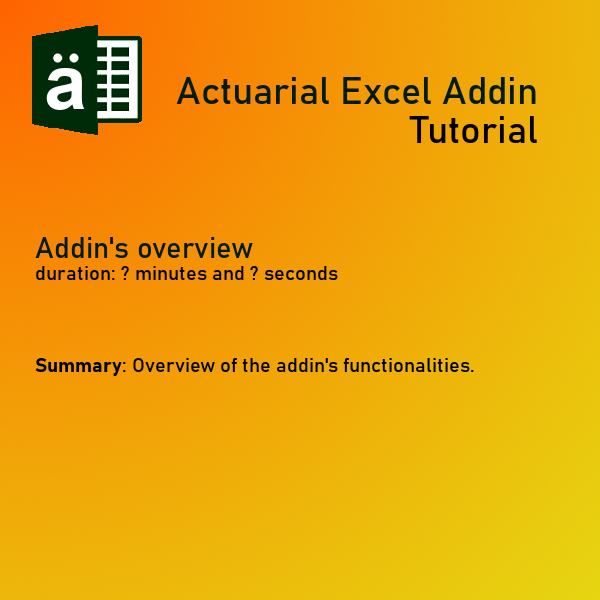 ä
Actuarial Excel Addin
Tutorial
Addin's overview
duration: ? minutes and ? seconds
Summary: Overview of the addin's functionalities.